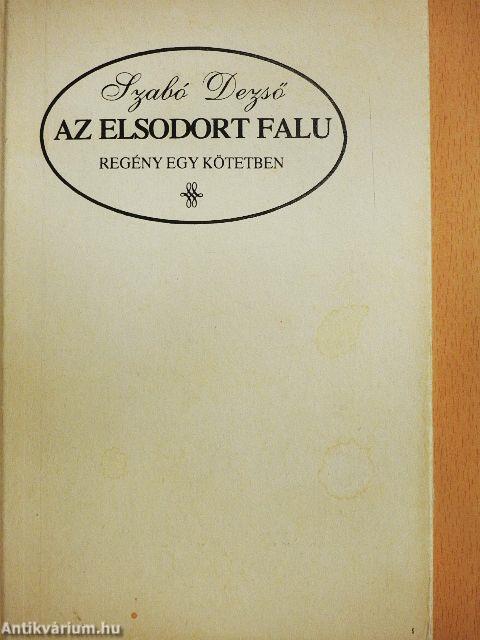 Szabó Dezső
AZ ELSODORT FALU
REGÉNY EGY KÖTETBEN
Antikvárium.hu